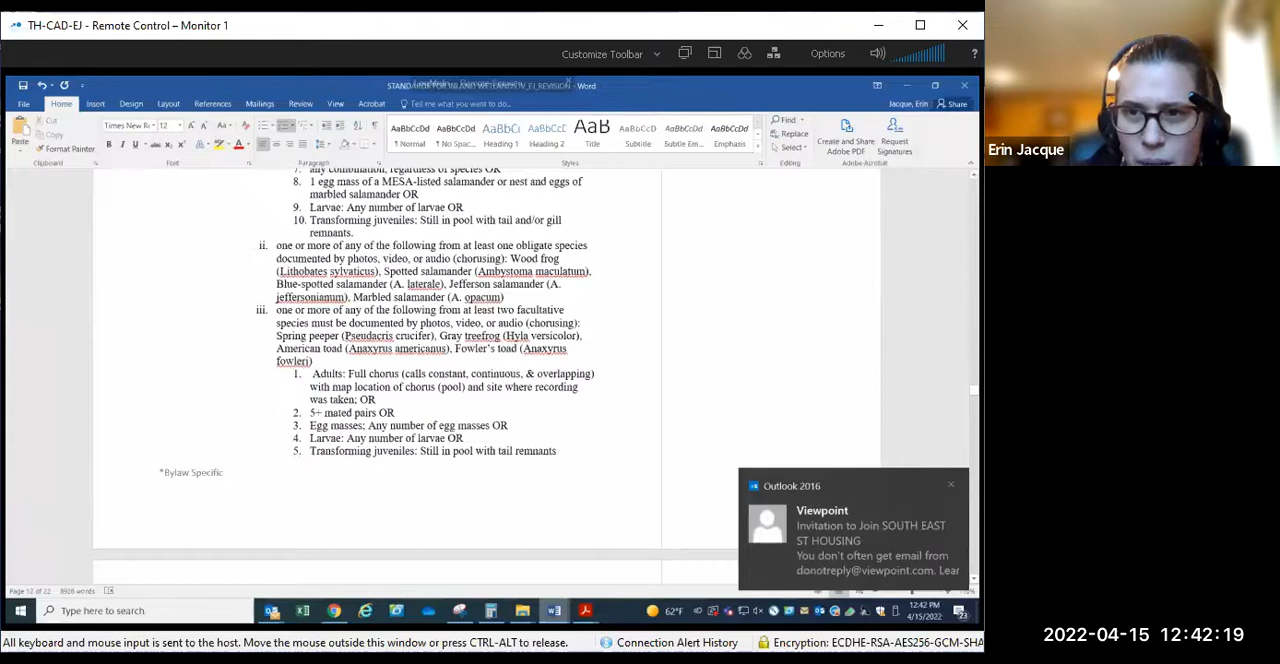 TH-CAD-EJ - Remote Control – Monitor 1
Customize Toolbar
Options
?
- Word
File
Home
Insert
Design
Layout
References
Mailings
Review
View
Acrobat
Tell me what you want to do...
Jacque, Erin
Share
Paste
Cut
Copy
Format Painter
Clipboard
Times New Ro
12
Font
Paragraph
AaBbCcDd
¶ Normal
AaBbCcDd
¶ No Spac...
AaBbC
Heading 1
AaBbCcL
Heading 2
AaB
Title
AaBbCcD
Subtitle
AaBbCcDd
Subtle Em...
AaBbCcDd
Emphasis
Styles
Find
Replace
Select
Editing
Create and Share
Adobe PDF
Request
Signatures
Adobe Acrobat
7. any combination, regardless of species OR
8. 1 egg mass of a MESA-listed salamander or nest and eggs of
marbled salamander OR
9. Larvae: Any number of larvae OR
10. Transforming juveniles: Still in pool with tail and/or gill
remnants.
ii. one or more of any of the following from at least one obligate species
documented by photos, video, or audio (chorusing): Wood frog
(Lithobates sylvaticus), Spotted salamander (Ambystoma maculatum),
Blue-spotted salamander (A. laterale), Jefferson salamander (A.
jeffersonianum), Marbled salamander (A. opacum)
iii. one or more of any of the following from at least two facultative
species must be documented by photos, video, or audio (chorusing):
Spring peeper (Pseudacris crucifer), Gray treefrog (Hyla versicolor),
American toad (Anaxyrus americanus), Fowler’s toad (Anaxyrus
fowleri)
1. Adults: Full chorus (calls constant, continuous, & overlapping)
with map location of chorus (pool) and site where recording
was taken; OR
2. 5+ mated pairs OR
3. Egg masses; Any number of egg masses OR
4. Larvae: Any number of larvae OR
5. Transforming juveniles: Still in pool with tail remnants
*Bylaw Specific
Outlook 2016
Viewpoint
Invitation to Join SOUTH EAST
ST HOUSING
You don't often get email from
donotreply@viewpoint.com. Lear
Page 12 of 22
8926 words
Type here to search
62°F
12:42 PM
4/15/2022
23
All keyboard and mouse input is sent to the host. Move the mouse outside this window or press CTRL-ALT to release.
Connection Alert History
Encryption: ECDHE-RSA-AES256-GCM-SHA
Erin Jacque
2022-04-15 12:42:19